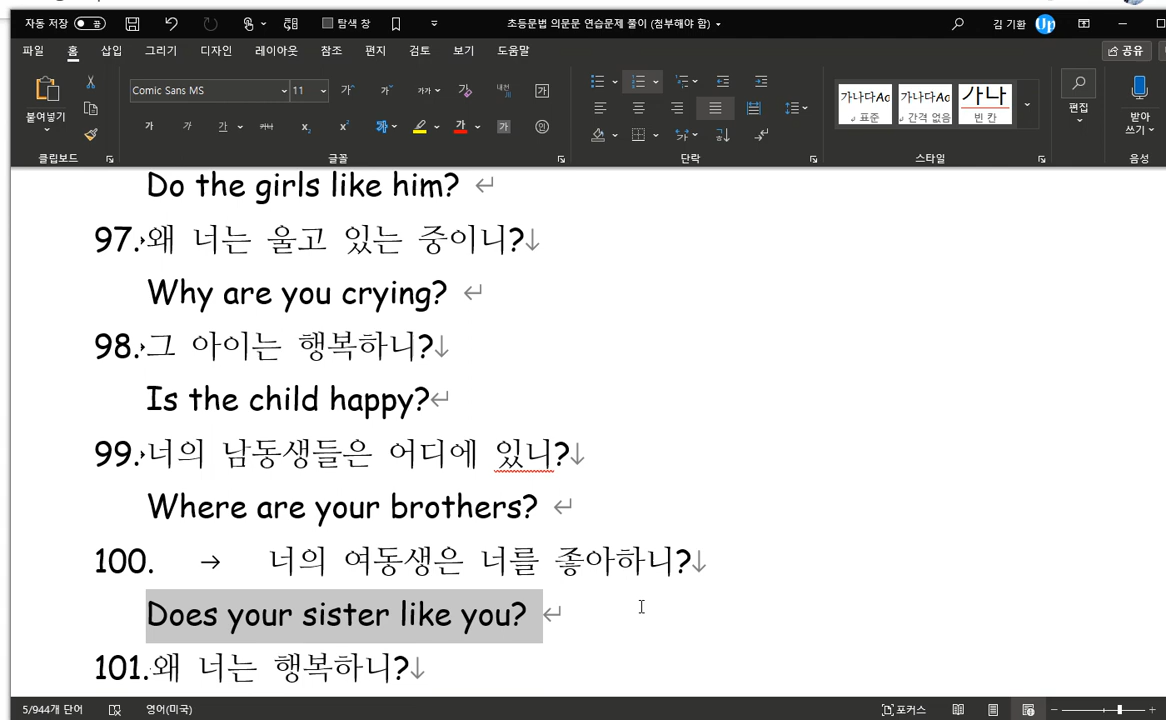 자동 저장 끔 탐색 창 초등문법 의문문 연습문제 풀이 (첨부해야 함) 김 기환 Up
파일 홈 삽입 그리기 디자인 레이아웃 참조 편지 검토 보기 도움말 공유
Comic Sans MS 11
붙여넣기 편집 받아쓰기
가나다Ac 가나다Ac 가나
표준 간격 없음 빈 칸
클립보드 글꼴 단락 스타일 음성
Do the girls like him?
97. 왜 너는 울고 있는 중이니?
Why are you crying?
98. 그 아이는 행복하니?
Is the child happy?
99. 너의 남동생들은 어디에 있니?
Where are your brothers?
100. → 너의 여동생은 너를 좋아하니?
Does your sister like you?
101. 왜 너는 행복하니?
5/944개 단어 영어(미국) 포커스